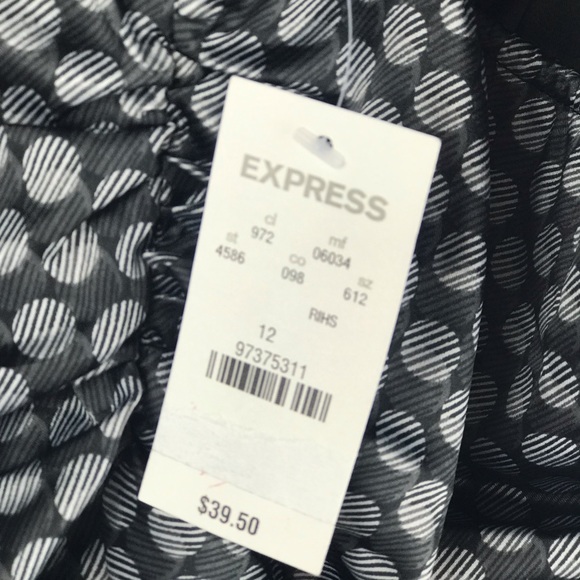 EXPRESS
cl mf
972 06034
st co sz
4586 098 612
RIHS
12
97375311
$39.50